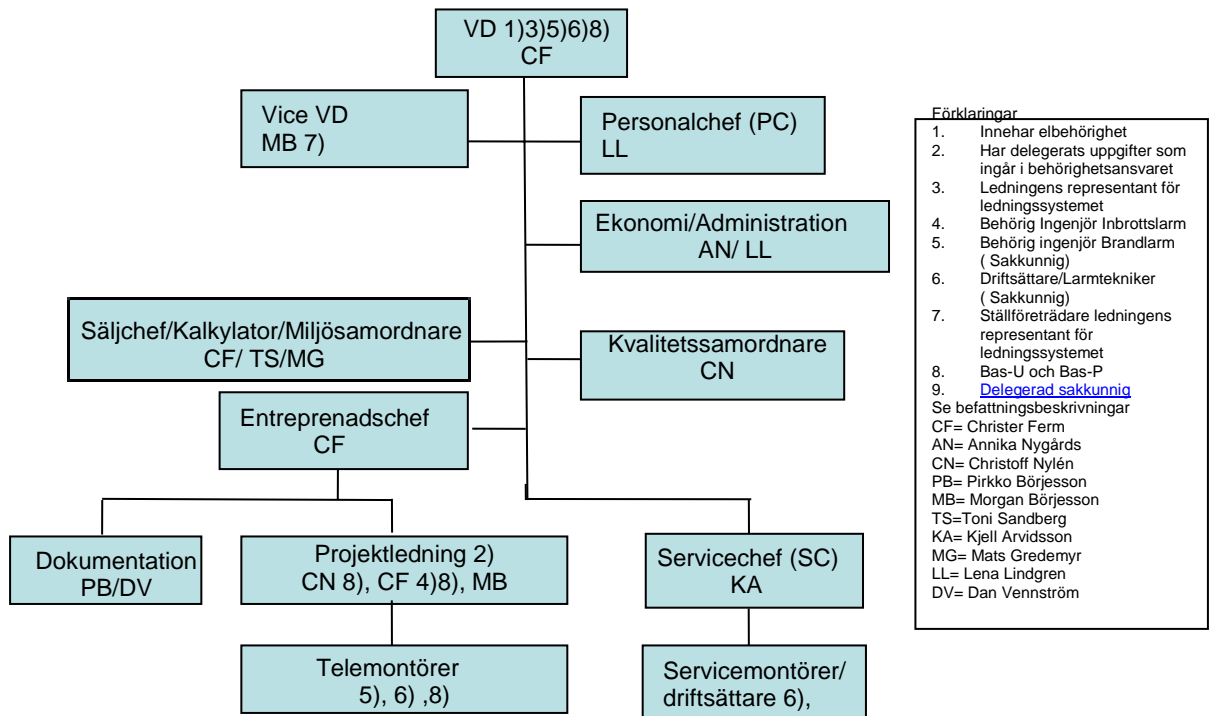 VD 1)3)5)6)8)
CF
Vice VD
MB 7)
Personalchef (PC)
LL
Ekonomi/Administration
AN/ LL
Säljchef/Kalkylator/Miljösamordnare
CF/ TS/MG
Kvalitetssamordnare
CN
Entreprenadschef
CF
Dokumentation
PB/DV
Projektledning 2)
CN 8), CF 4)8), MB
Servicechef (SC)
KA
Telemontörer
5), 6) ,8)
Servicemontörer/
driftsättare 6),
Förklaringar
1. Innehar elbehörighet
2. Har delegerats uppgifter som
ingår i behörighetsansvaret
3. Ledningens representant för
ledningssystemet
4. Behörig Ingenjör Inbrottslarm
5. Behörig ingenjör Brandlarm
( Sakkunnig)
6. Driftsättare/Larmtekniker
( Sakkunnig)
7. Ställföreträdare ledningens
representant för
ledningssystemet
8. Bas-U och Bas-P
9. Delegerad sakkunnig
Se befattningsbeskrivningar
CF= Christer Ferm
AN= Annika Nygårds
CN= Christoff Nylén
PB= Pirkko Börjesson
MB= Morgan Börjesson
TS=Toni Sandberg
KA= Kjell Arvidsson
MG= Mats Gredemyr
LL= Lena Lindgren
DV= Dan Vennström